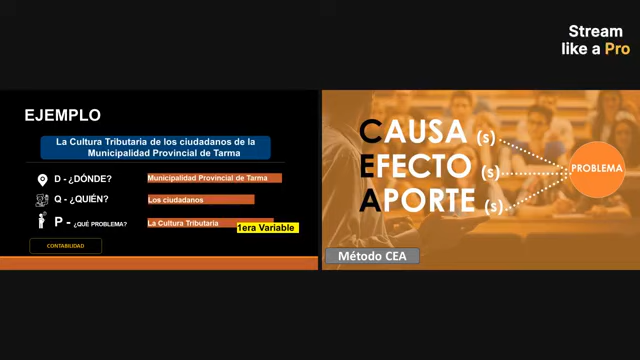 Stream
like a Pro
EJEMPLO
La Cultura Tributaria de los ciudadanos de la
Municipalidad Provincial de Tarma
D - ¿DÓNDE?
Municipalidad Provincial de Tarma
Q - ¿QUIÉN?
Los ciudadanos
P - ¿QUÉ PROBLEMA?
La Cultura Tributaria
1era Variable
CONTABILIDAD
CAUSA (s)
EFECTO (s)
APORTE (s)
PROBLEMA
Método CEA